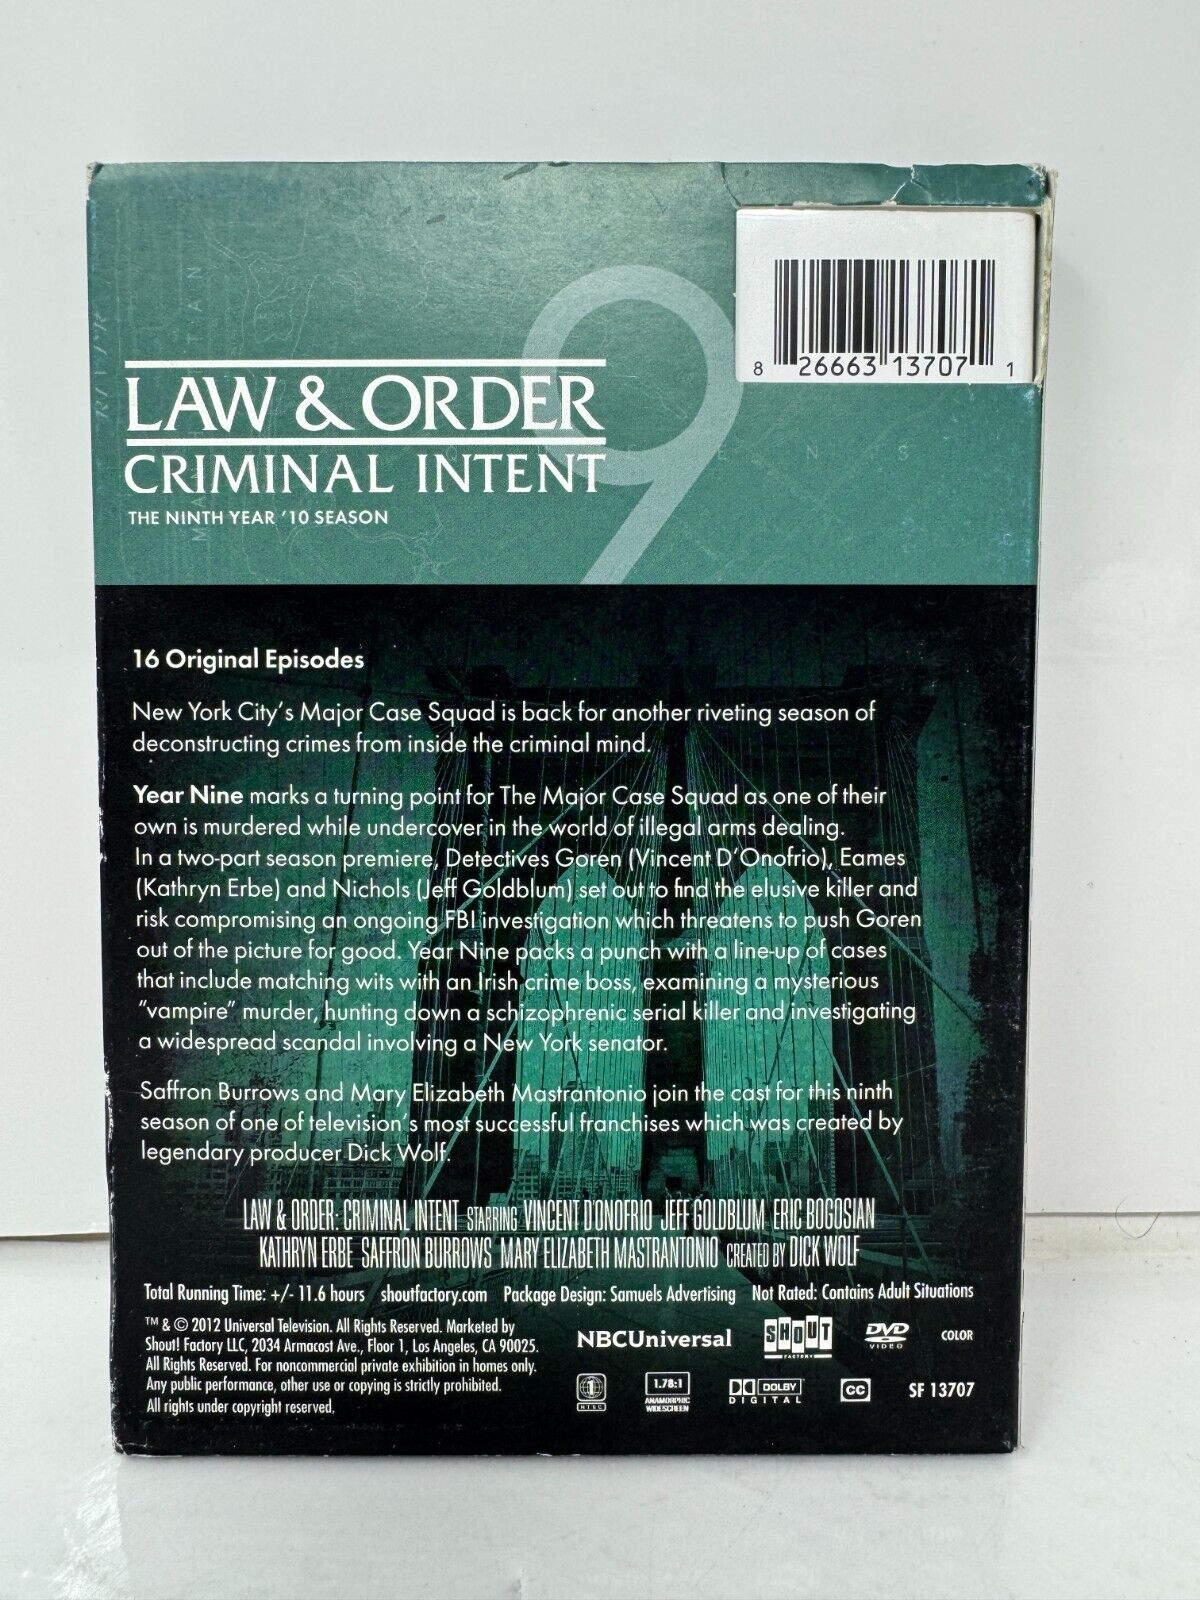 8 26663 13707 1
9
LAW & ORDER
CRIMINAL INTENT
THE NINTH YEAR '10 SEASON
16 Original Episodes
New York City's Major Case Squad is back for another riveting season of
deconstructing crimes from inside the criminal mind.
Year Nine marks a turning point for The Major Case Squad as one of their
own is murdered while undercover in the world of illegal arms dealing.
In a two-part season premiere, Detectives Goren (Vincent D'Onofrio), Eames
(Kathryn Erbe) and Nichols (Jeff Goldblum) set out to find the elusive killer and
risk compromising an ongoing FBI investigation which threatens to push Goren
out of the picture for good. Year Nine packs a punch with a line-up of cases
that include matching wits with an Irish crime boss, examining a mysterious
"vampire" murder, hunting down a schizophrenic serial killer and investigating
a widespread scandal involving a New York senator.
Saffron Burrows and Mary Elizabeth Mastrantonio join the cast for this ninth
season of one of television's most successful franchises which was created by
legendary producer Dick Wolf.
LAW & ORDER: CRIMINAL INTENT STARRING VINCENT D'ONOFRIO JEFF GOLDBLUM ERIC BOGOSIAN
KATHRYN ERBE SAFFRON BURROWS MARY ELIZABETH MASTRANTONIO CREATED BY DICK WOLF
Total Running Time: +/- 11.6 hours shoutfactory.com Package Design: Samuels Advertising Not Rated: Contains Adult Situations
™ & © 2012 Universal Television. All Rights Reserved. Marketed by
Shout! Factory LLC, 2034 Armacost Ave., Floor 1, Los Angeles, CA 90025.
All Rights Reserved. For noncommercial private exhibition in homes only.
Any public performance, other use or copying is strictly prohibited.
All rights under copyright reserved.
NBCUniversal SHOUT FACTORY DVD VIDEO COLOR
1 NTSC 1.78:1 ANAMORPHIC WIDESCREEN DOLBY DIGITAL CC SF 13707